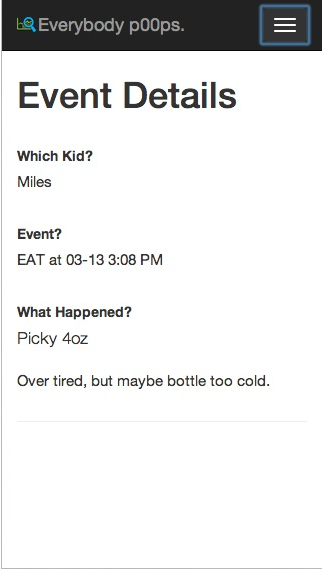 Everybody p00ps.
Event Details
Which Kid?
Miles
Event?
EAT at 03-13 3:08 PM
What Happened?
Picky 4oz
Over tired, but maybe bottle too cold.